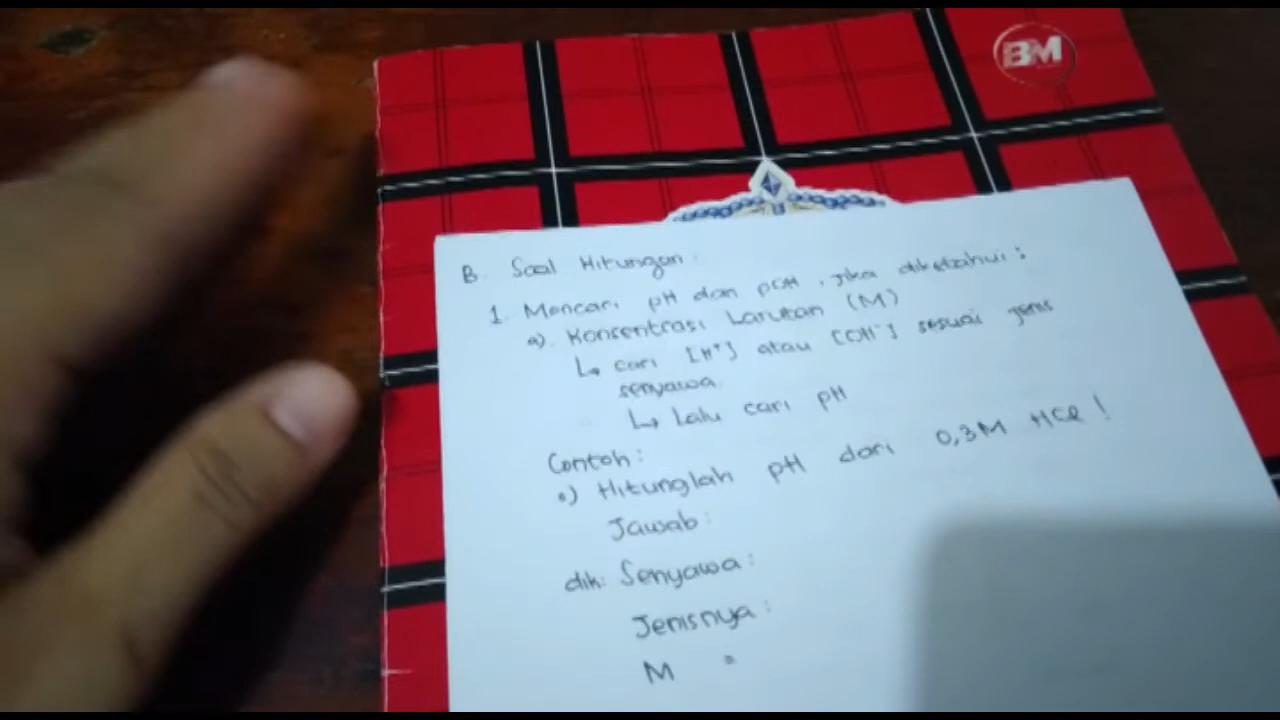 BM
B. Soal Hitungan:
1. Mencari pH dan pOH, jika diketahui:
a). Konsentrasi Larutan (M)
↳ cari [H⁺] atau [OH⁻] sesuai jenis
senyawa.
↳ Lalu cari pH
Contoh:
•) Hitunglah pH dari 0,3M HCl!
Jawab:
dik: Senyawa:
Jenisnya:
M =